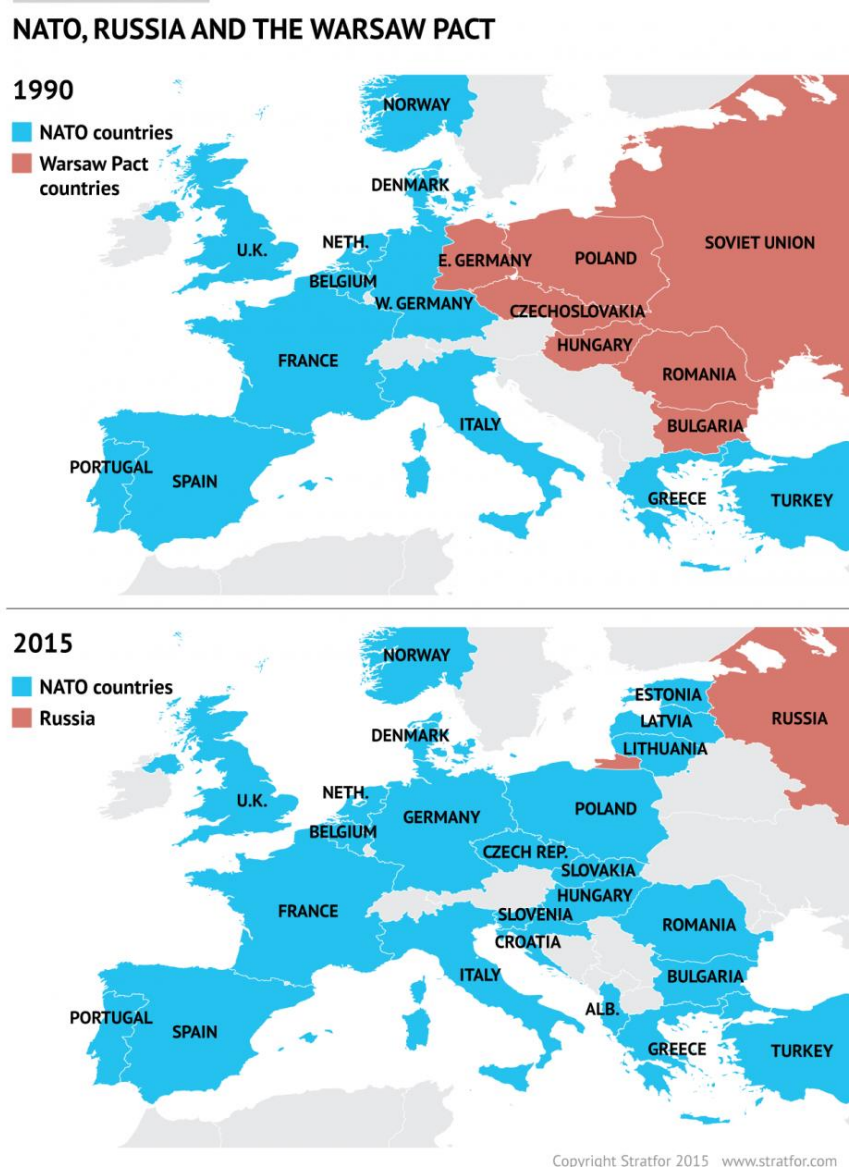 NATO, RUSSIA AND THE WARSAW PACT
1990
NATO countries
Warsaw Pact
countries
NORWAY
DENMARK
U.K.
NETH.
BELGIUM
E. GERMANY
POLAND
SOVIET UNION
W. GERMANY
CZECHOSLOVAKIA
HUNGARY
FRANCE
ROMANIA
ITALY
BULGARIA
PORTUGAL
SPAIN
GREECE
TURKEY
2015
NATO countries
Russia
NORWAY
ESTONIA
LATVIA
RUSSIA
DENMARK
LITHUANIA
U.K.
NETH.
BELGIUM
GERMANY
POLAND
CZECH REP.
SLOVAKIA
HUNGARY
FRANCE
SLOVENIA
CROATIA
ROMANIA
ITALY
BULGARIA
PORTUGAL
SPAIN
ALB.
GREECE
TURKEY
Copyright Stratfor 2015 www.stratfor.com